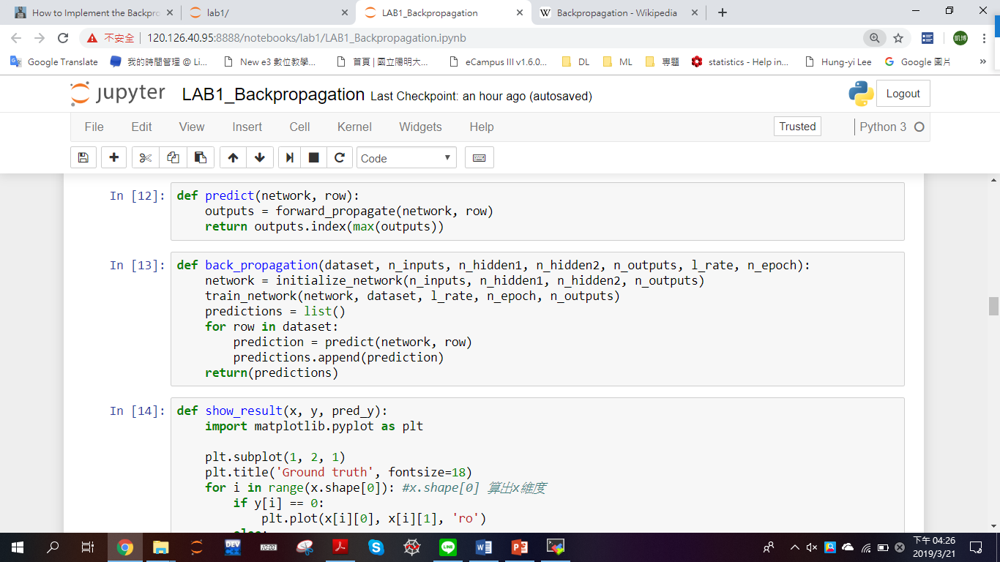 How to Implement the Backpro
lab1/
LAB1_Backpropagation
Backpropagation - Wikipedia
不安全 | 120.126.40.95:8888/notebooks/lab1/LAB1_Backpropagation.ipynb
凱博
Google Translate
我的時間管理 @ Li...
New e3 數位教學...
首頁 | 國立陽明大...
eCampus III v1.6.0...
DL
ML
專題
statistics - Help in...
Hung-yi Lee
Google 圖片
»
jupyter
LAB1_Backpropagation Last Checkpoint: an hour ago (autosaved)
Logout
File Edit View Insert Cell Kernel Widgets Help
Trusted
Python 3
Code
In [12]:
def predict(network, row):
    outputs = forward_propagate(network, row)
    return outputs.index(max(outputs))
In [13]:
def back_propagation(dataset, n_inputs, n_hidden1, n_hidden2, n_outputs, l_rate, n_epoch):
    network = initialize_network(n_inputs, n_hidden1, n_hidden2, n_outputs)
    train_network(network, dataset, l_rate, n_epoch, n_outputs)
    predictions = list()
    for row in dataset:
        prediction = predict(network, row)
        predictions.append(prediction)
    return(predictions)
In [14]:
def show_result(x, y, pred_y):
    import matplotlib.pyplot as plt
    plt.subplot(1, 2, 1)
    plt.title('Ground truth', fontsize=18)
    for i in range(x.shape[0]): #x.shape[0] 算出x維度
        if y[i] == 0:
            plt.plot(x[i][0], x[i][1], 'ro')
        else:
DEV
LINE
下午 04:26
2019/3/21